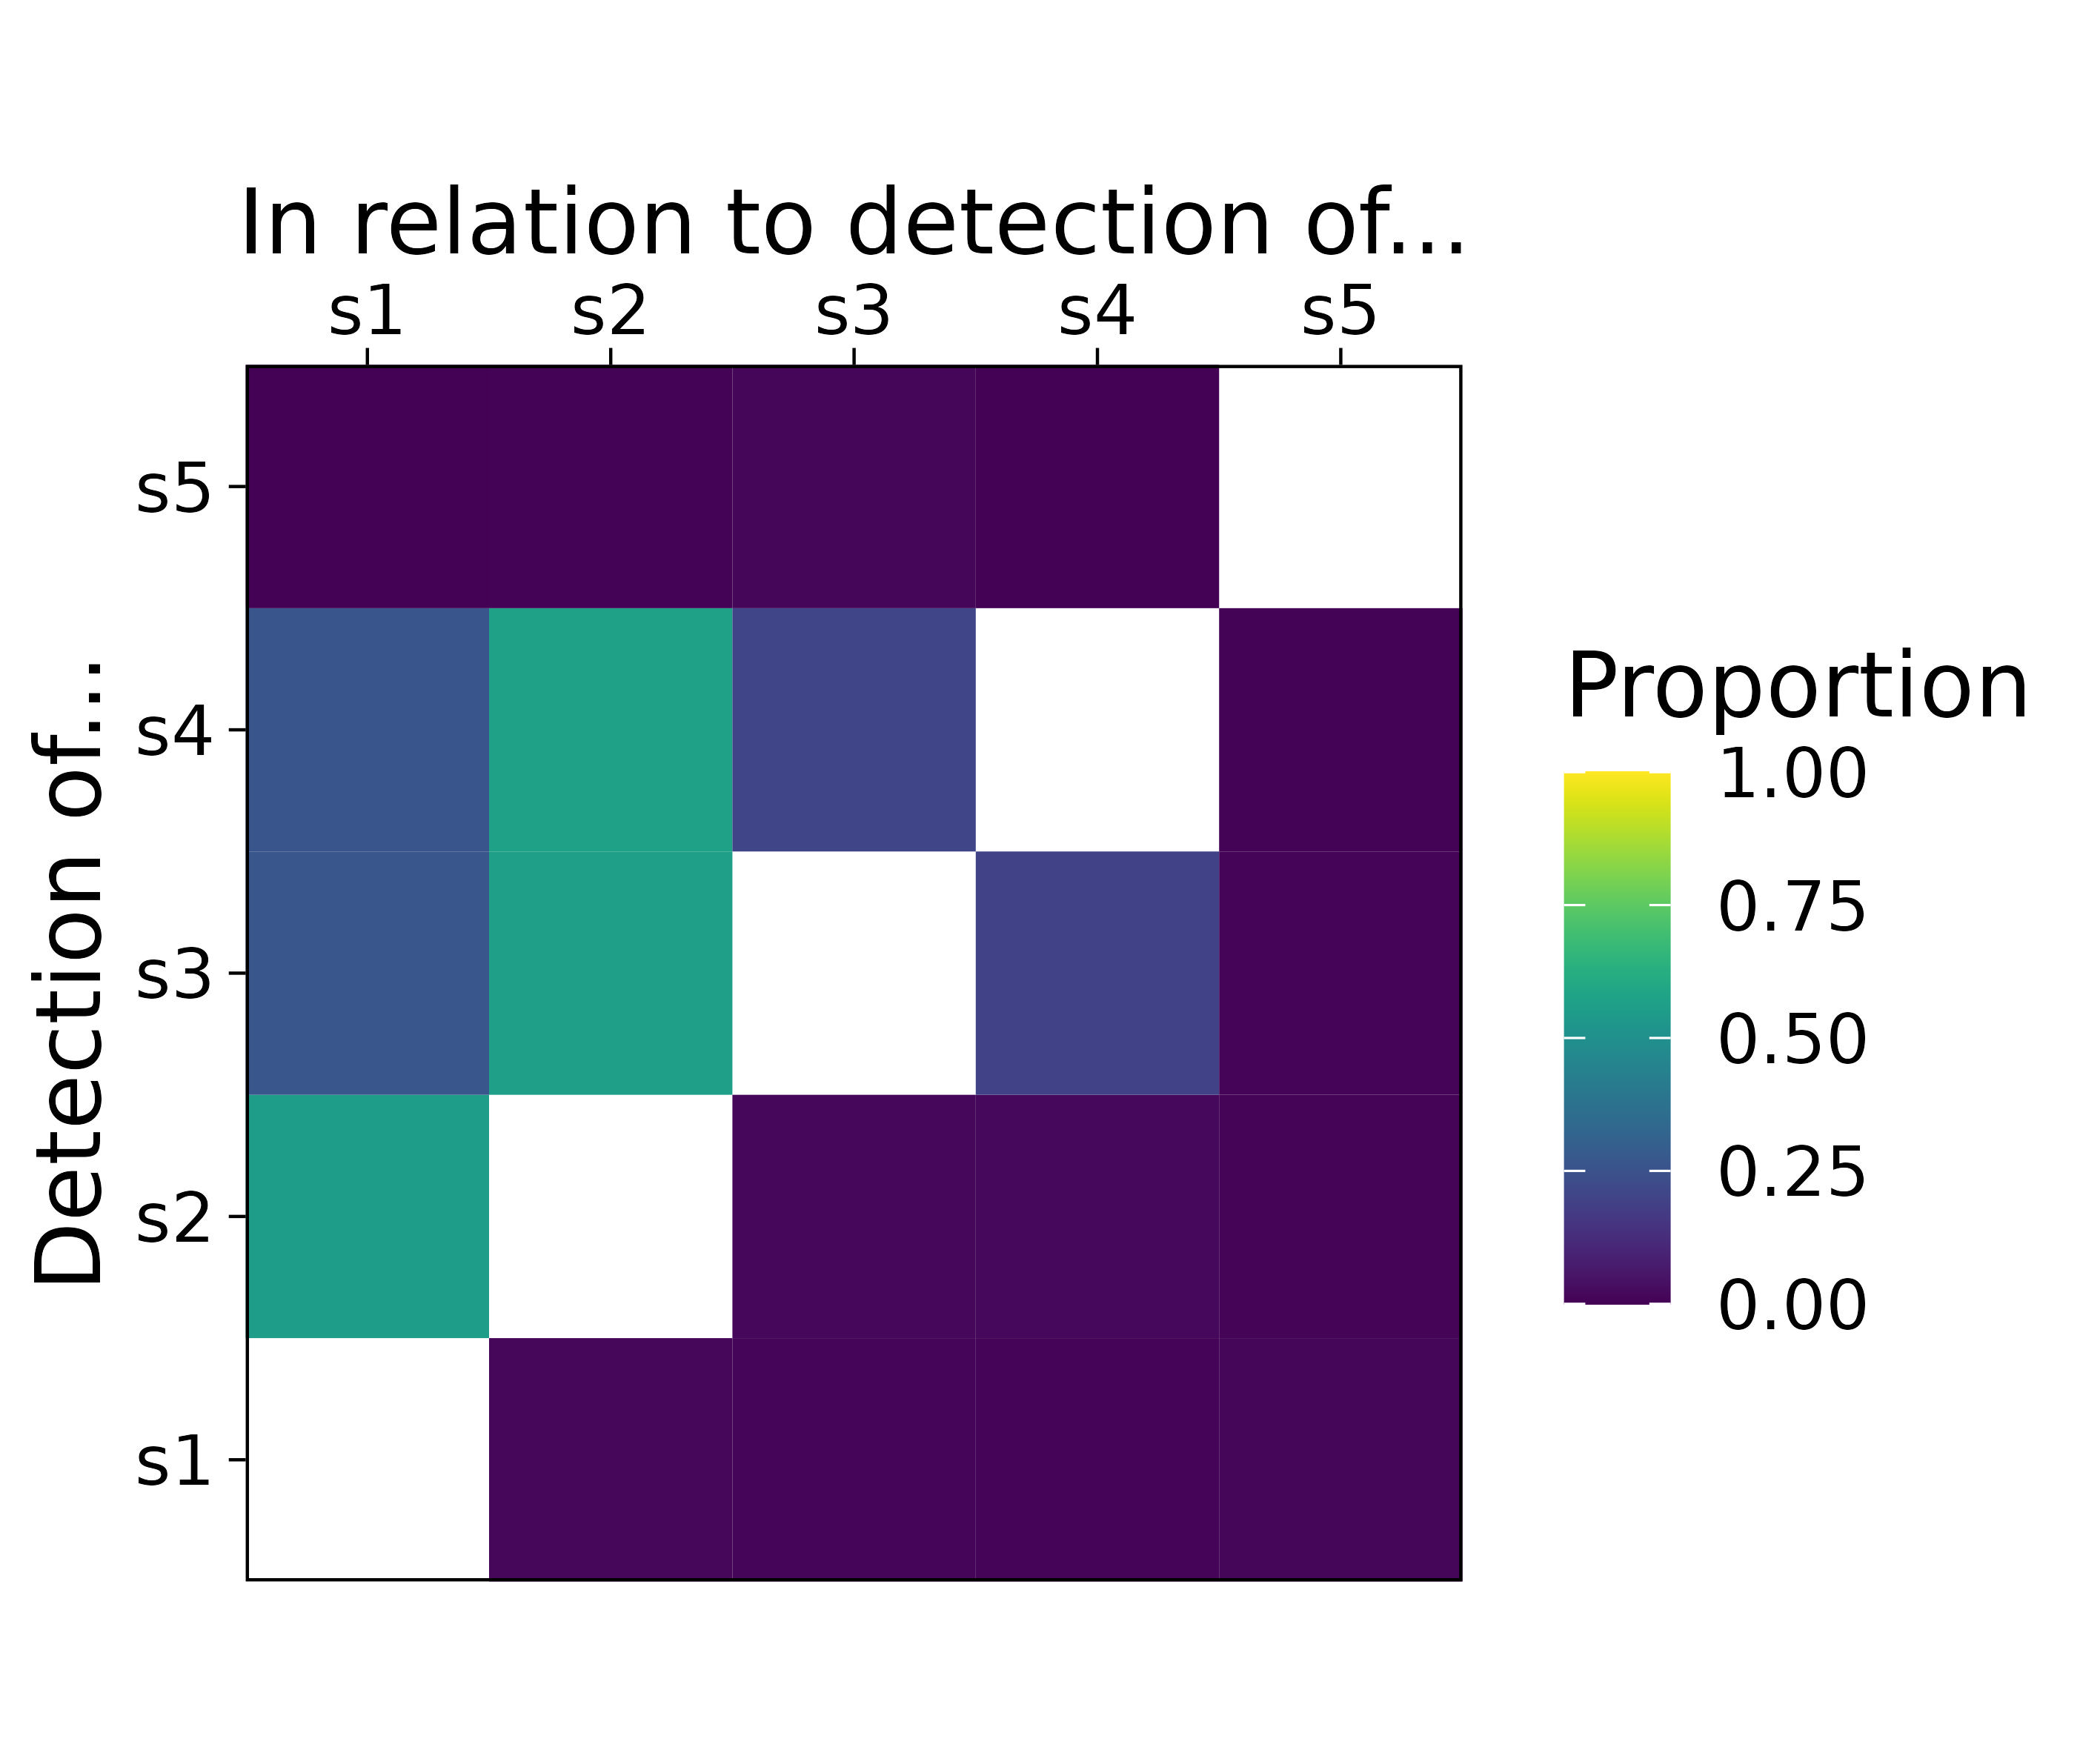 In relation to detection of...
s1 s2 s3 s4 s5
s5
s4
s3
s2
s1
Detection of...
Proportion
1.00
0.75
0.50
0.25
0.00